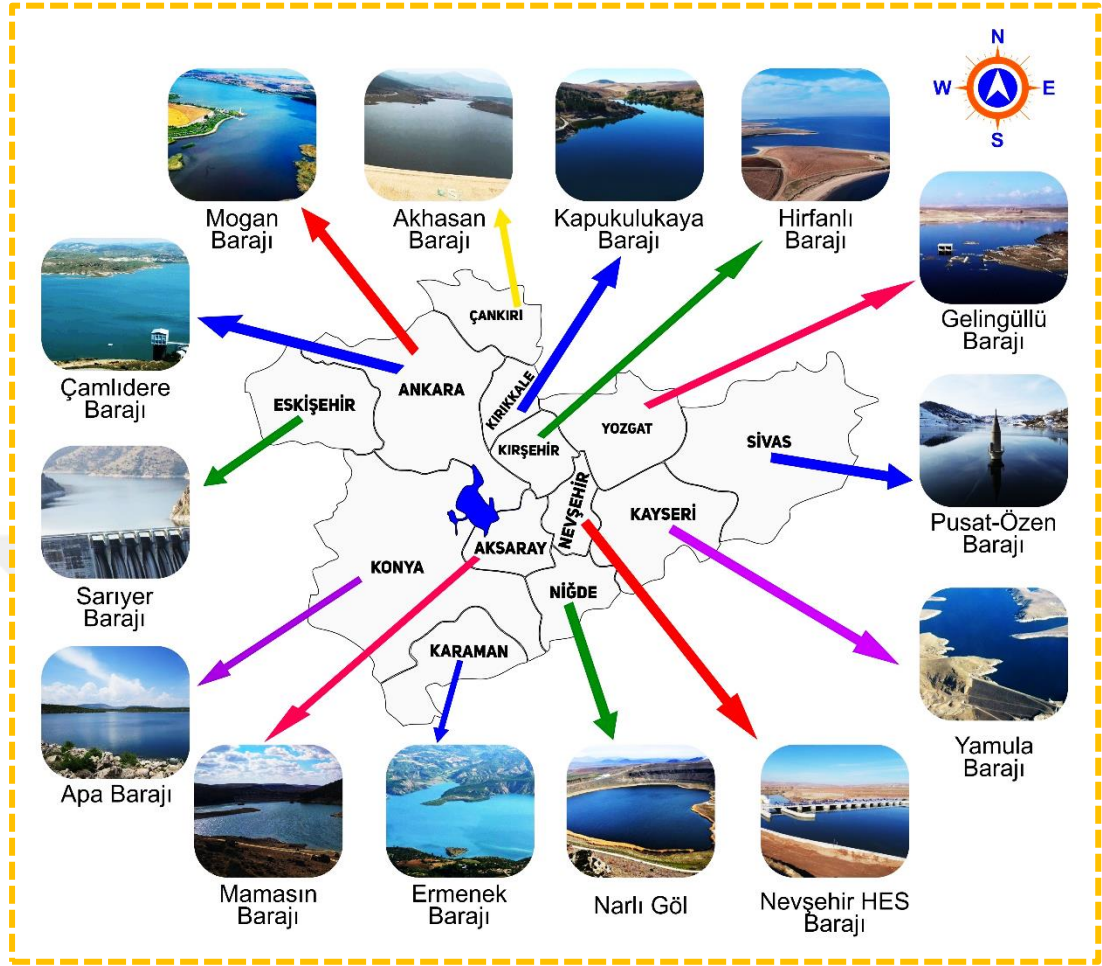 N
W
E
S
Mogan
Barajı
Akhasan
Barajı
Kapukulukaya
Barajı
Hirfanlı
Barajı
Gelingüllü
Barajı
Çamlıdere
Barajı
ÇANKIRI
ANKARA
KIRIKKALE
ESKİŞEHİR
KIRŞEHİR
YOZGAT
SİVAS
NEVŞEHİR
KAYSERİ
AKSARAY
KONYA
NİĞDE
KARAMAN
Pusat-Özen
Barajı
Sarıyer
Barajı
Yamula
Barajı
Apa Barajı
Mamasın
Barajı
Ermenek
Barajı
Narlı Göl
Nevşehir HES
Barajı